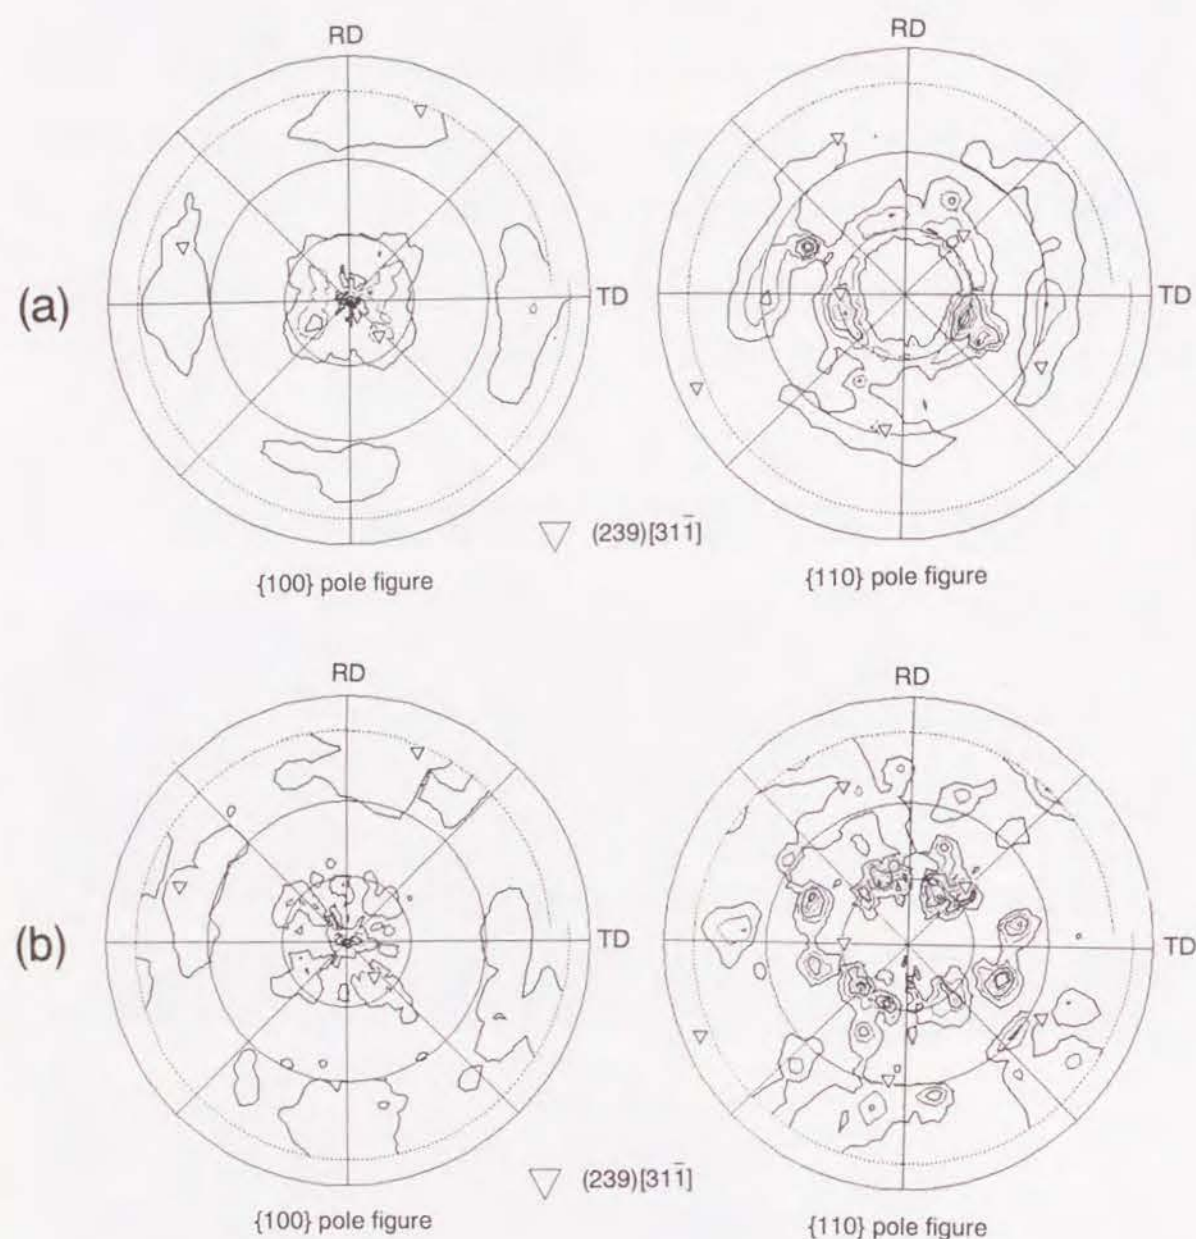 RD
RD
(a)
TD
TD
(239)[311̄]
{100} pole figure
{110} pole figure
RD
RD
(b)
TD
TD
(239)[311̄]
{100} pole figure
{110} pole figure